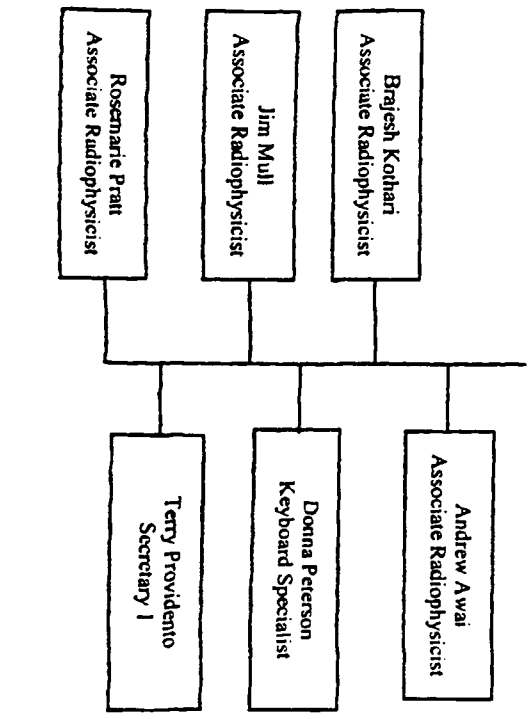 Brajesh Kothari
Associate Radiophysicist
Andrew Awai
Associate Radiophysicist
Jim Mull
Associate Radiophysicist
Donna Peterson
Keyboard Specialist
Rosemarie Pratt
Associate Radiophysicist
Terry Providento
Secretary I